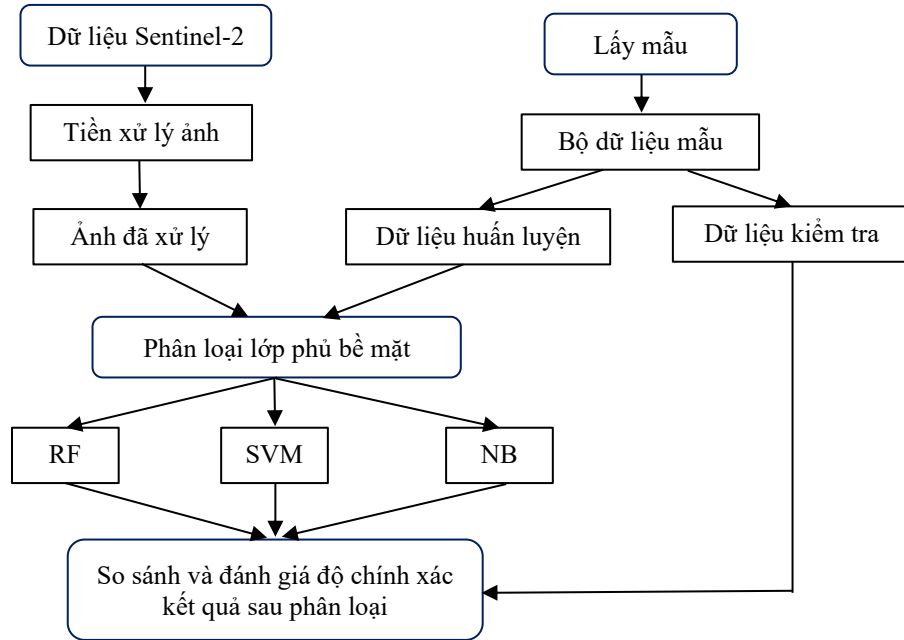 Dữ liệu Sentinel-2
Lấy mẫu
Tiền xử lý ảnh
Bộ dữ liệu mẫu
Ảnh đã xử lý
Dữ liệu huấn luyện
Dữ liệu kiểm tra
Phân loại lớp phủ bề mặt
RF
SVM
NB
So sánh và đánh giá độ chính xác
kết quả sau phân loại